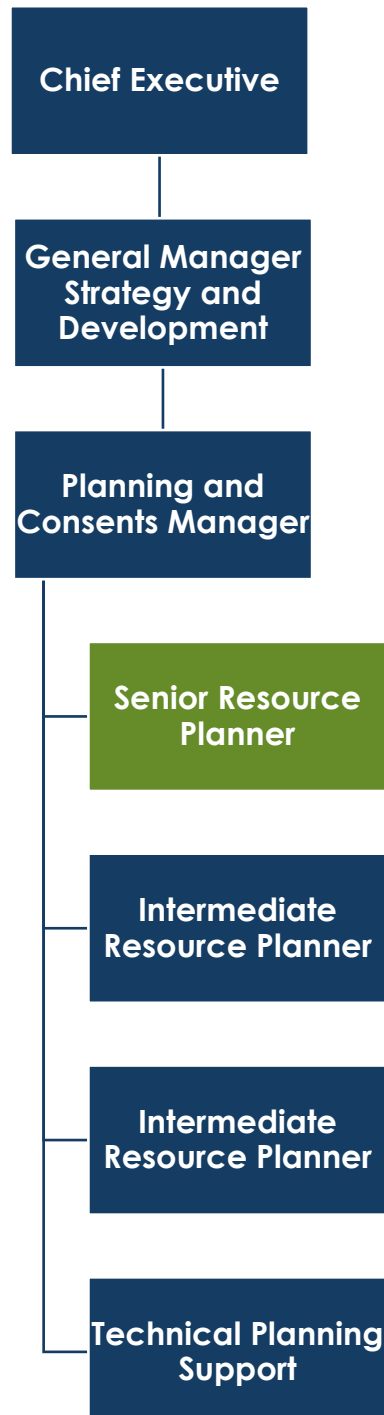 Chief Executive
General Manager
Strategy and
Development
Planning and
Consents Manager
Senior Resource
Planner
Intermediate
Resource Planner
Intermediate
Resource Planner
Technical Planning
Support